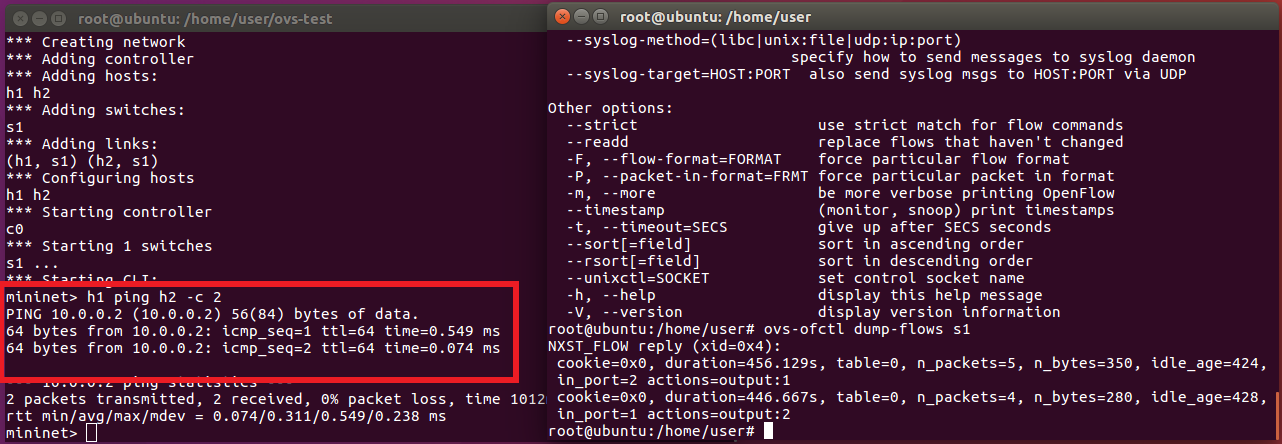 root@ubuntu: /home/user/ovs-test
*** Creating network
*** Adding controller
*** Adding hosts:
h1 h2
*** Adding switches:
s1
*** Adding links:
(h1, s1) (h2, s1)
*** Configuring hosts
h1 h2
*** Starting controller
c0
*** Starting 1 switches
s1 ...
*** Starting CLI:
mininet> h1 ping h2 -c 2
PING 10.0.0.2 (10.0.0.2) 56(84) bytes of data.
64 bytes from 10.0.0.2: icmp_seq=1 ttl=64 time=0.549 ms
64 bytes from 10.0.0.2: icmp_seq=2 ttl=64 time=0.074 ms
--- 10.0.0.2 ping statistics ---
2 packets transmitted, 2 received, 0% packet loss, time 1012m
rtt min/avg/max/mdev = 0.074/0.311/0.549/0.238 ms
mininet>
root@ubuntu: /home/user
--syslog-method=(libc|unix:file|udp:ip:port)
specify how to send messages to syslog daemon
--syslog-target=HOST:PORT also send syslog msgs to HOST:PORT via UDP
Other options:
--strict use strict match for flow commands
--readd replace flows that haven't changed
-F, --flow-format=FORMAT force particular flow format
-P, --packet-in-format=FRMT force particular packet in format
-m, --more be more verbose printing OpenFlow
--timestamp (monitor, snoop) print timestamps
-t, --timeout=SECS give up after SECS seconds
--sort[=field] sort in ascending order
--rsort[=field] sort in descending order
--unixctl=SOCKET set control socket name
-h, --help display this help message
-V, --version display version information
root@ubuntu:/home/user# ovs-ofctl dump-flows s1
NXST_FLOW reply (xid=0x4):
cookie=0x0, duration=456.129s, table=0, n_packets=5, n_bytes=350, idle_age=424,
in_port=2 actions=output:1
cookie=0x0, duration=446.667s, table=0, n_packets=4, n_bytes=280, idle_age=428,
in_port=1 actions=output:2
root@ubuntu:/home/user#